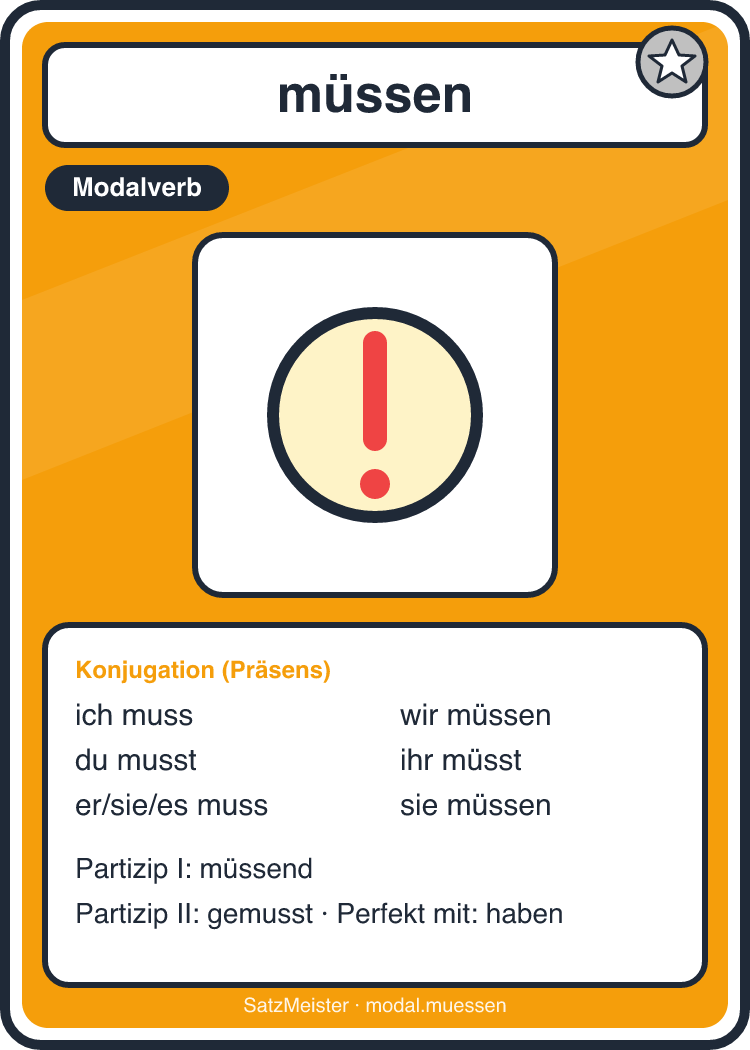 müssen
Modalverb
Konjugation (Präsens)
ich muss
wir müssen
du musst
ihr müsst
er/sie/es muss
sie müssen
Partizip I: müssend
Partizip II: gemusst · Perfekt mit: haben
SatzMeister · modal.muessen